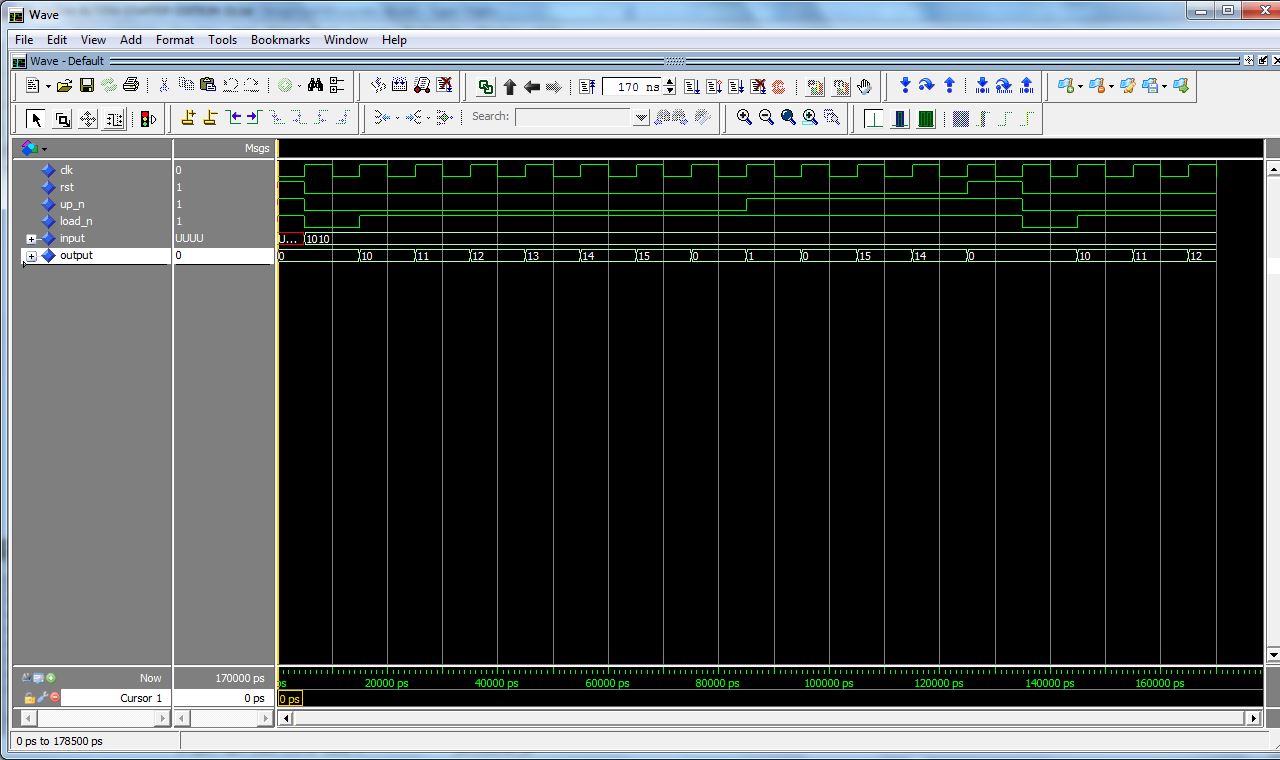 Wave
File Edit View Add Format Tools Bookmarks Window Help
Wave - Default
170 ns
Search:
Msgs
clk 0
rst 1
up_n 1
load_n 1
input UUUU U... 1010
output 0 0 10 11 12 13 14 15 0 1 0 15 14 0 10 11 12
Now 170000 ps ps 20000 ps 40000 ps 60000 ps 80000 ps 100000 ps 120000 ps 140000 ps 160000 ps
Cursor 1 0 ps 0 ps
0 ps to 178500 ps